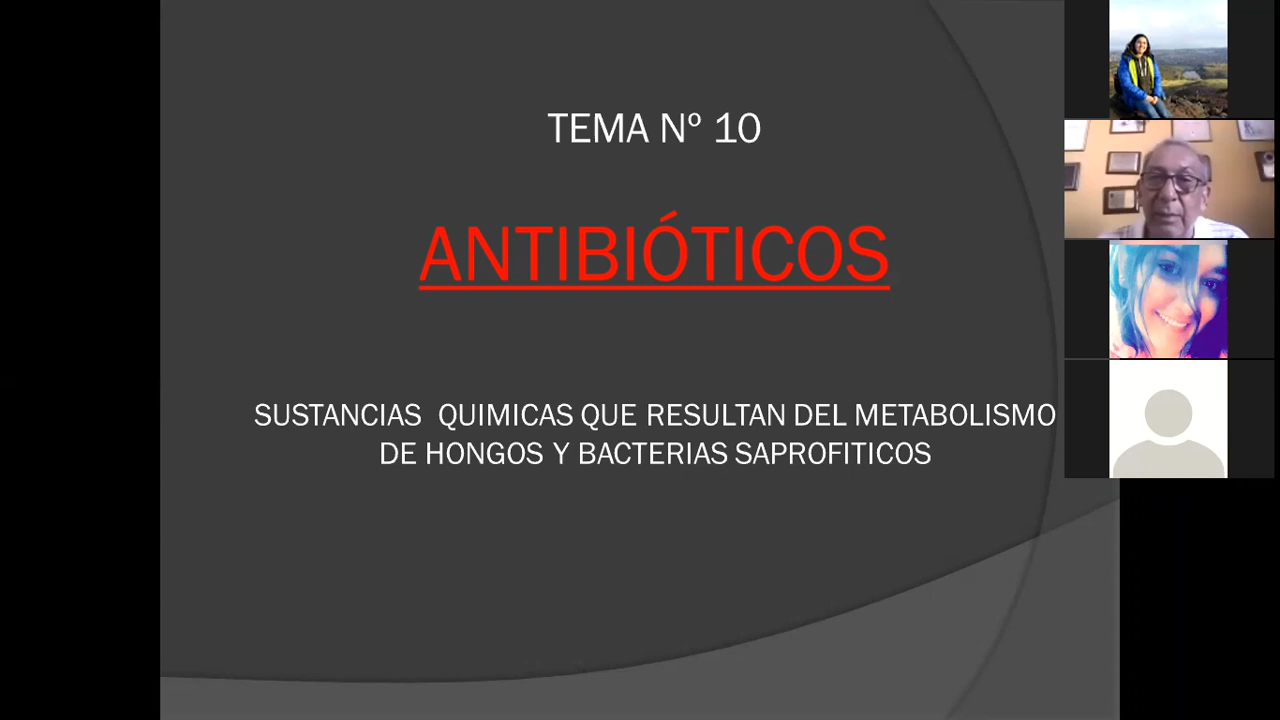 TEMA Nº 10
ANTIBIÓTICOS
SUSTANCIAS QUIMICAS QUE RESULTAN DEL METABOLISMO
DE HONGOS Y BACTERIAS SAPROFITICOS